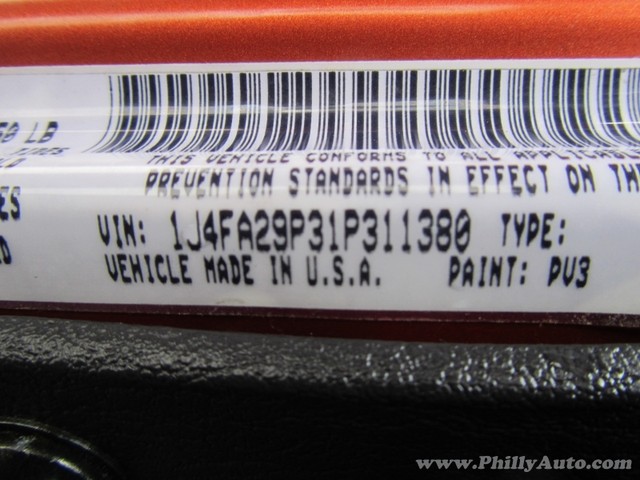 LB
THIS VEHICLE CONFORMS TO ALL
PREVENTION STANDARDS IN EFFECT ON
VIN: 1J4FA29P31P311380 TYPE:
VEHICLE MADE IN U.S.A. PAINT: PV3
www.PhillyAuto.com